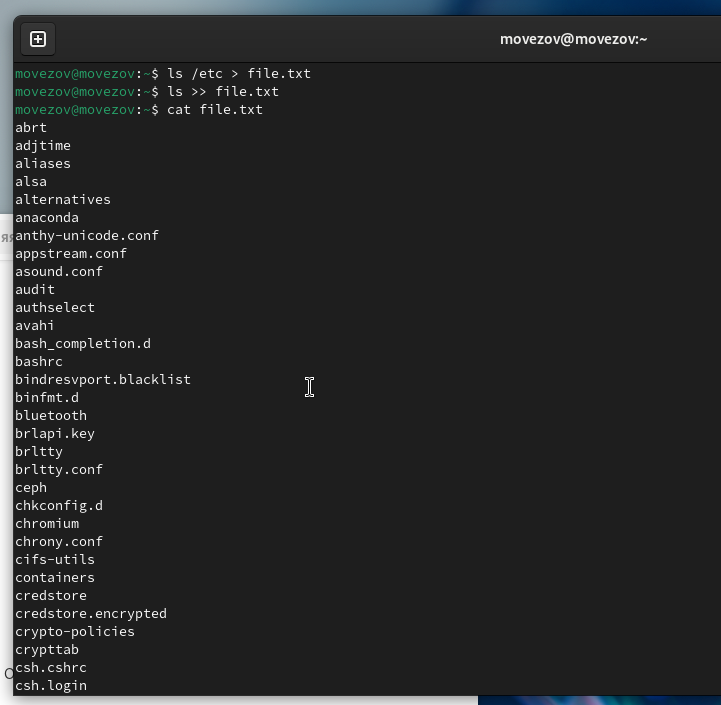 movezov@movezov:~
movezov@movezov:~$ ls /etc > file.txt
movezov@movezov:~$ ls >> file.txt
movezov@movezov:~$ cat file.txt
abrt
adjtime
aliases
alsa
alternatives
anaconda
anthy-unicode.conf
appstream.conf
asound.conf
audit
authselect
avahi
bash_completion.d
bashrc
bindresvport.blacklist
binfmt.d
bluetooth
brlapi.key
brltty
brltty.conf
ceph
chkconfig.d
chromium
chrony.conf
cifs-utils
containers
credstore
credstore.encrypted
crypto-policies
crypttab
csh.cshrc
csh.login